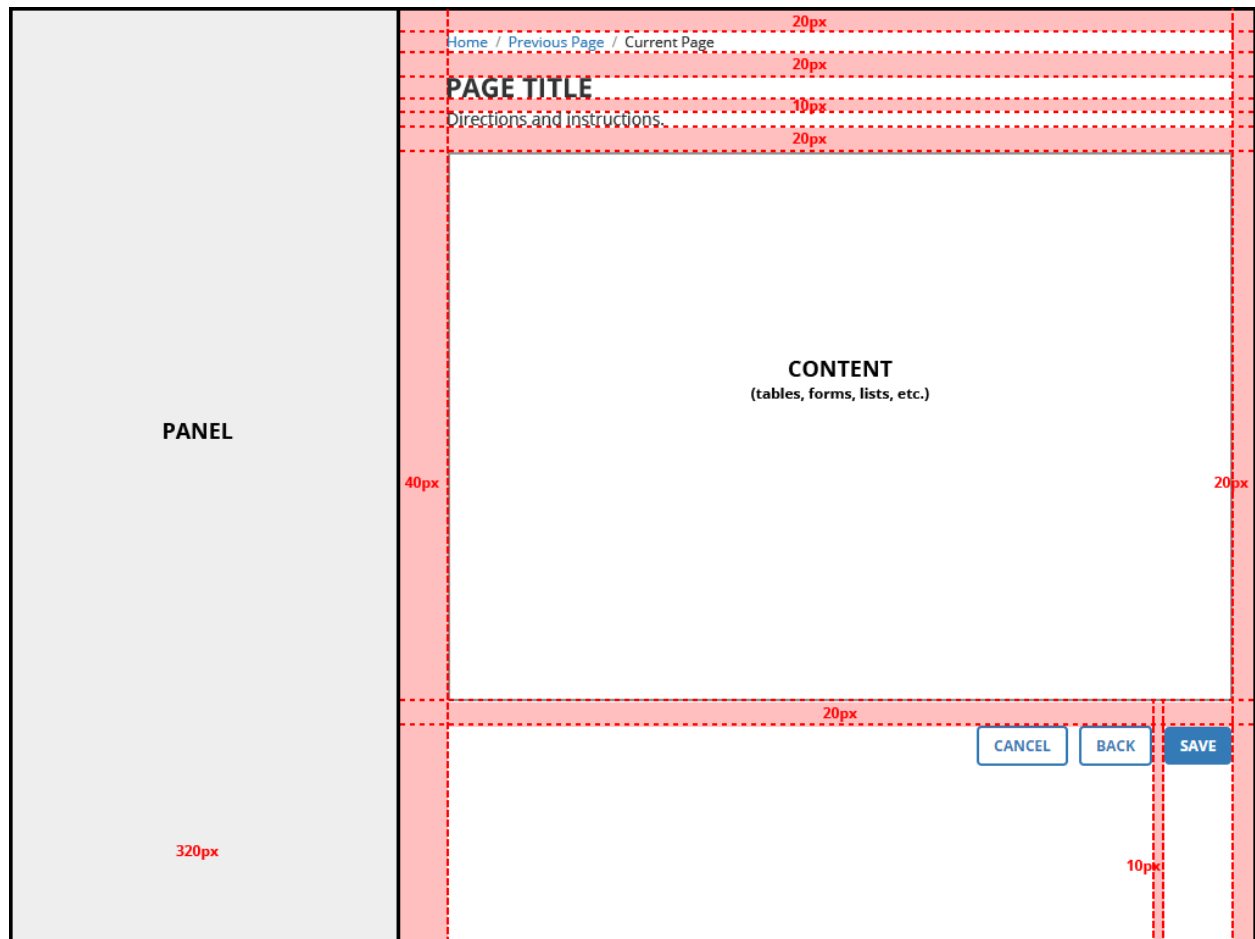 20px
Home / Previous Page / Current Page
20px
PAGE TITLE
10px
Directions and instructions.
20px
CONTENT
(tables, forms, lists, etc.)
PANEL
40px
20px
20px
CANCEL
BACK
SAVE
320px
10px